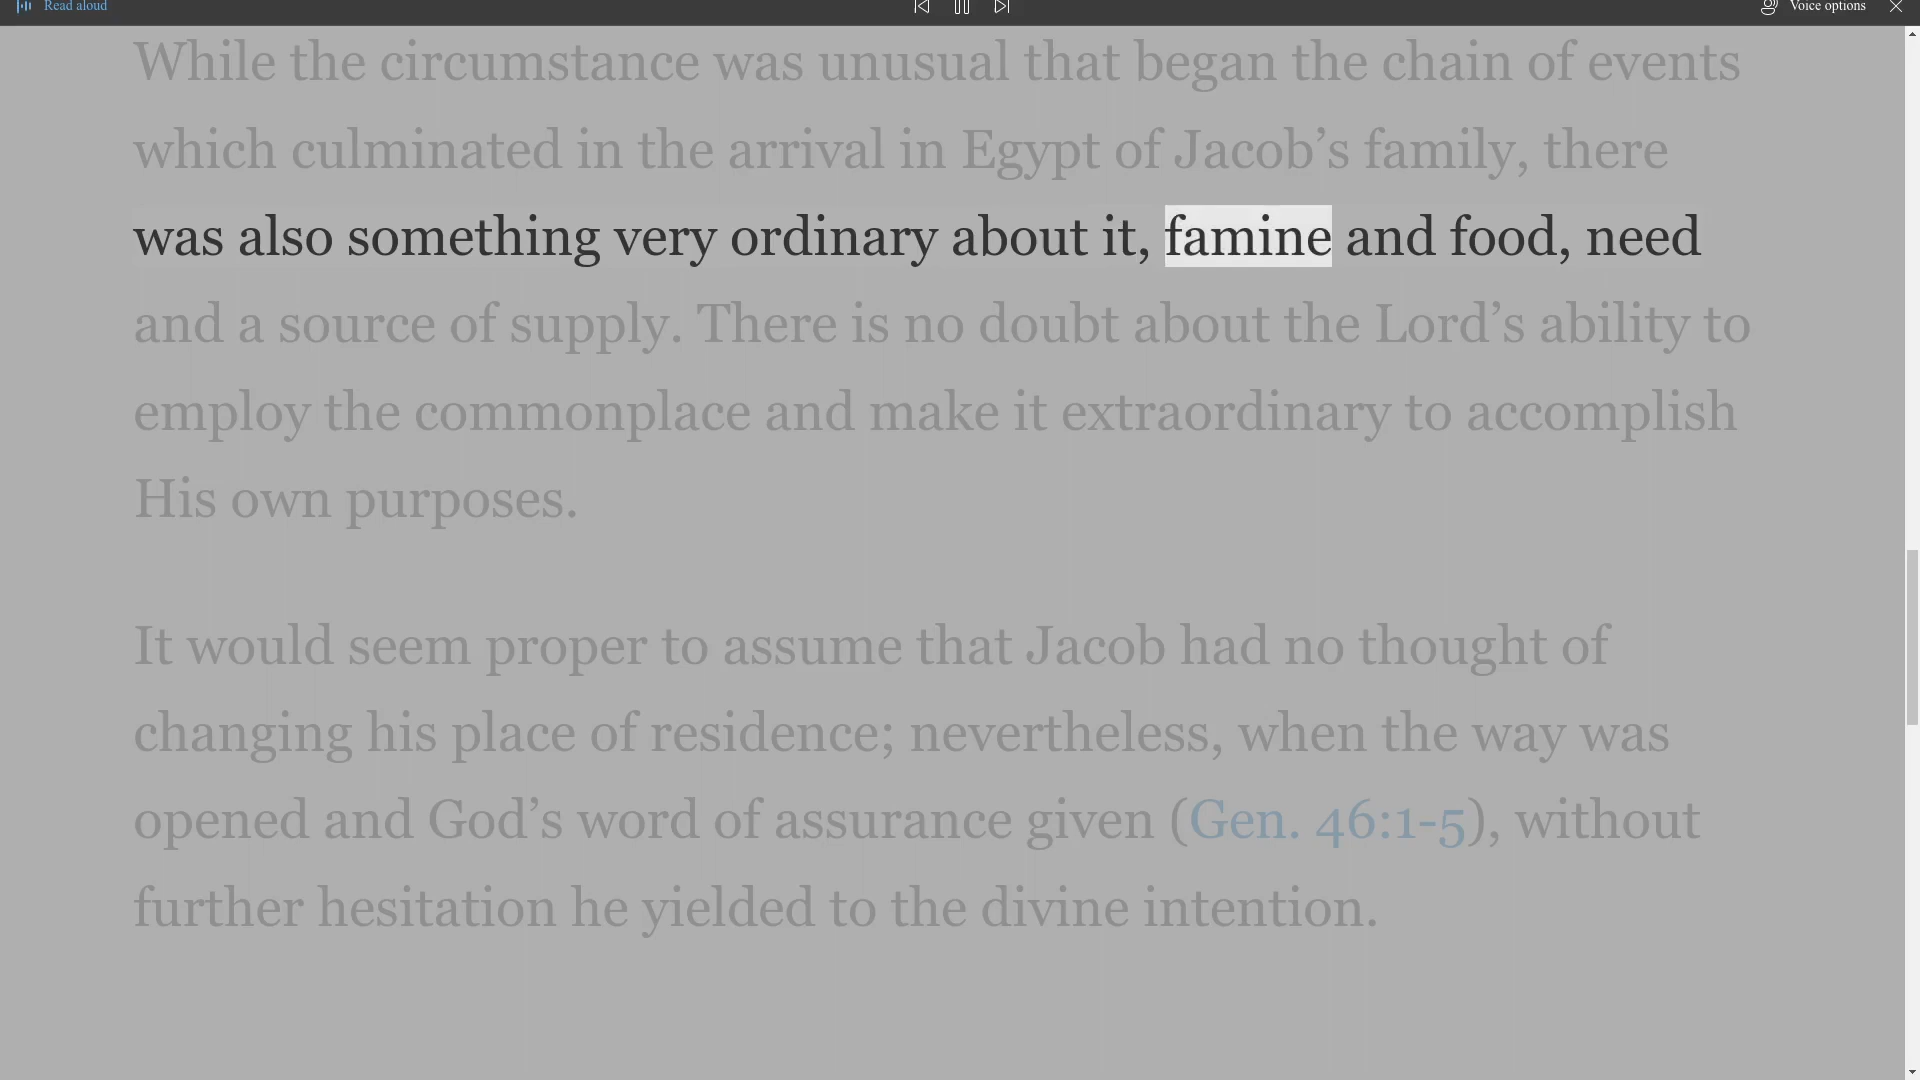 Read aloud
Voice options
While the circumstance was unusual that began the chain of events
which culminated in the arrival in Egypt of Jacob’s family, there
was also something very ordinary about it, famine and food, need
and a source of supply. There is no doubt about the Lord’s ability to
employ the commonplace and make it extraordinary to accomplish
His own purposes.
It would seem proper to assume that Jacob had no thought of
changing his place of residence; nevertheless, when the way was
opened and God’s word of assurance given (Gen. 46:1-5), without
further hesitation he yielded to the divine intention.